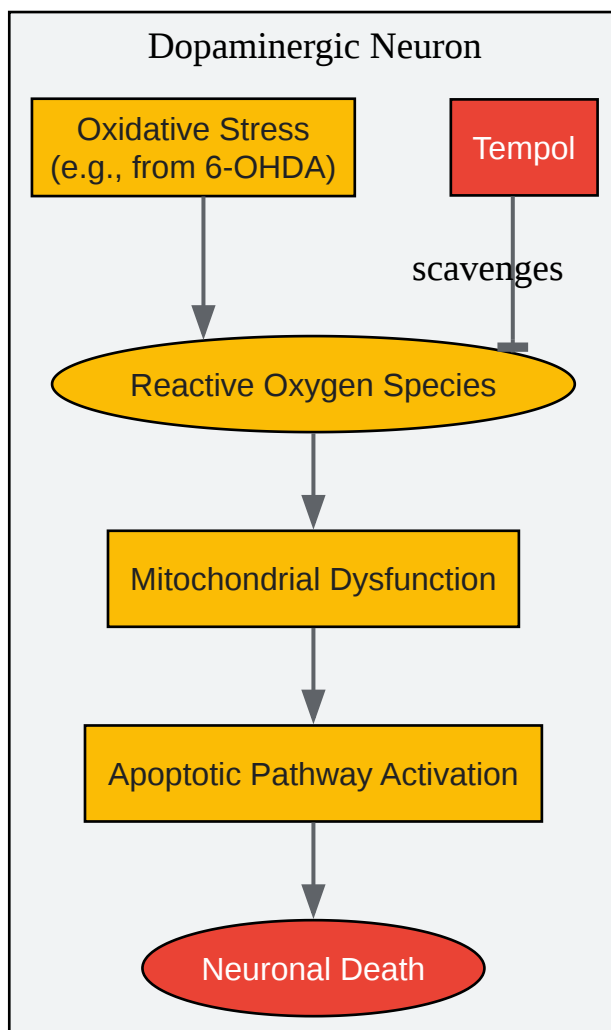 Dopaminergic Neuron
Oxidative Stress
(e.g., from 6-OHDA)
Tempol
scavenges
Reactive Oxygen Species
Mitochondrial Dysfunction
Apoptotic Pathway Activation
Neuronal Death